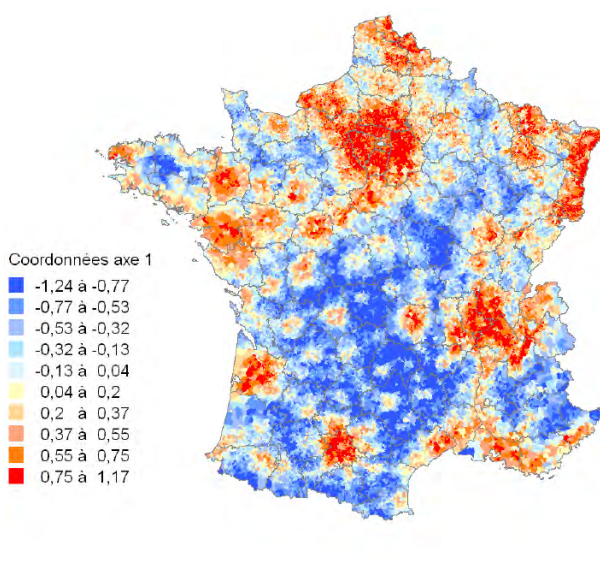 Coordonnées axe 1
-1,24 à -0,77
-0,77 à -0,53
-0,53 à -0,32
-0,32 à -0,13
-0,13 à 0,04
0,04 à 0,2
0,2 à 0,37
0,37 à 0,55
0,55 à 0,75
0,75 à 1,17